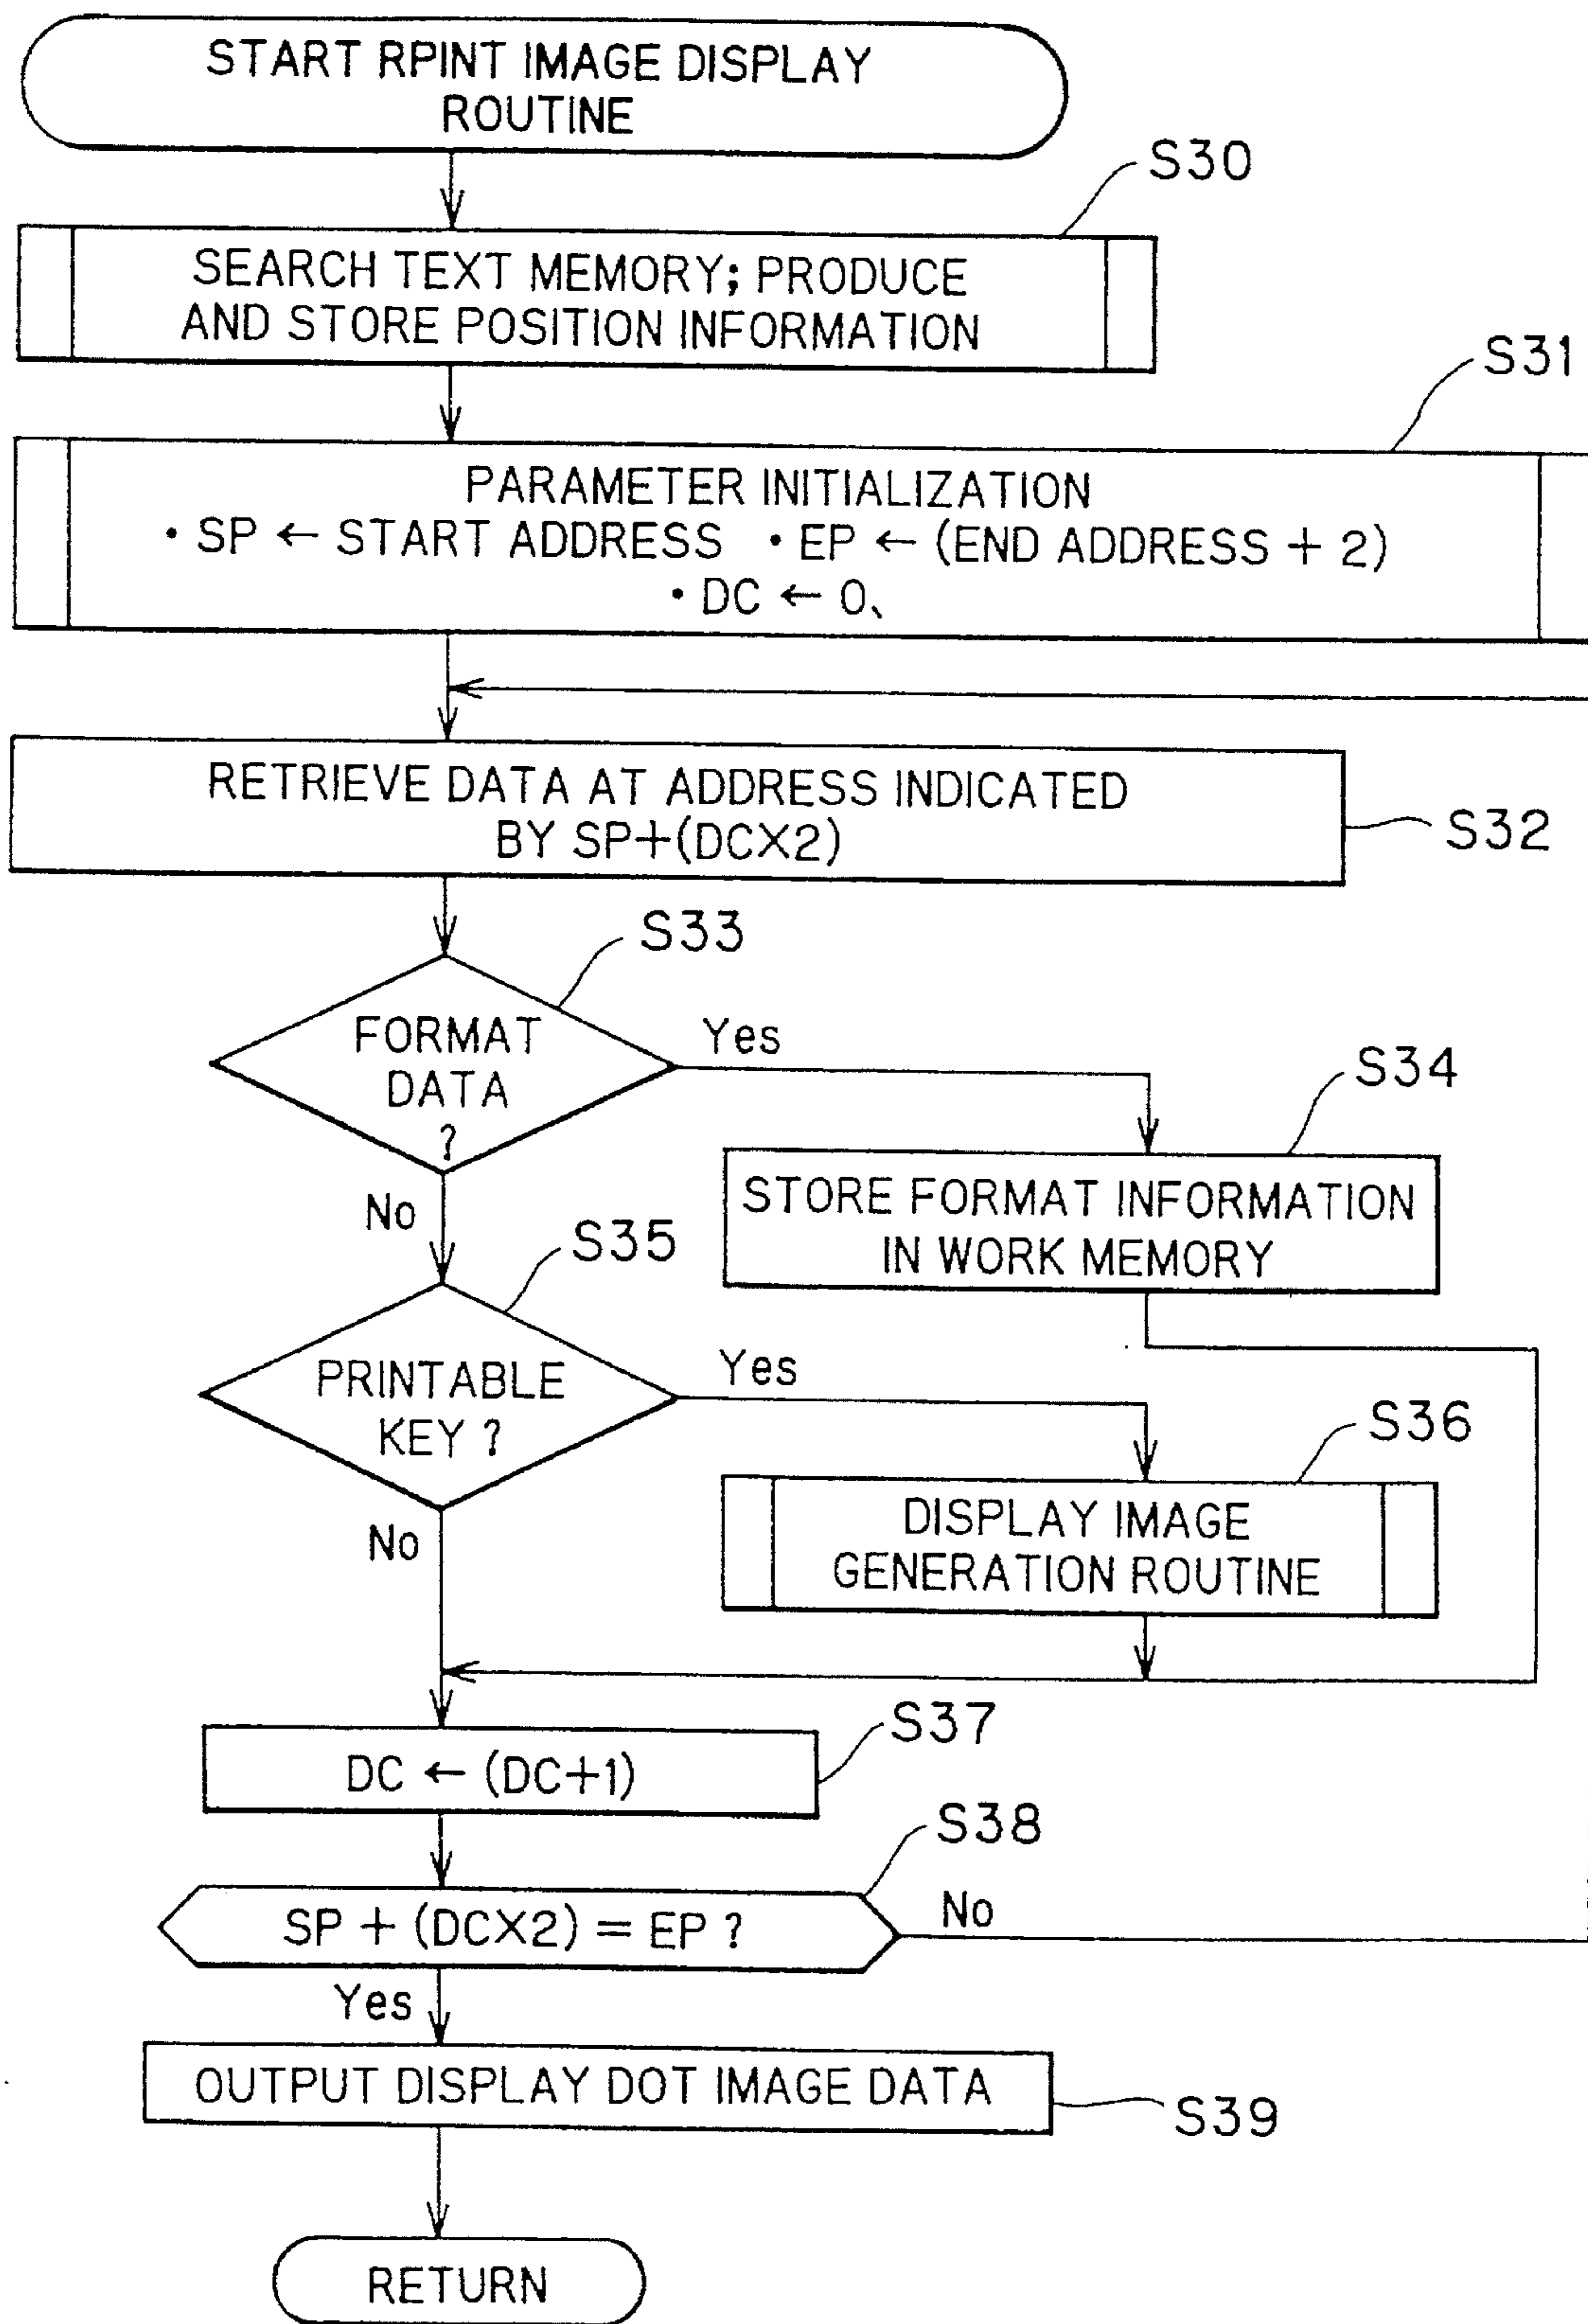 START RPINT IMAGE DISPLAY
ROUTINE
S30
SEARCH TEXT MEMORY; PRODUCE
AND STORE POSITION INFORMATION
S31
PARAMETER INITIALIZATION
・SP ← START ADDRESS ・EP ← (END ADDRESS + 2)
・DC ← 0、
RETRIEVE DATA AT ADDRESS INDICATED
BY SP+(DCX2)
S32
S33
FORMAT
DATA
?
Yes
No
S34
STORE FORMAT INFORMATION
IN WORK MEMORY
S35
PRINTABLE
KEY ?
Yes
No
S36
DISPLAY IMAGE
GENERATION ROUTINE
S37
DC ← (DC+1)
S38
SP + (DCX2) = EP ?
No
Yes
OUTPUT DISPLAY DOT IMAGE DATA
S39
RETURN